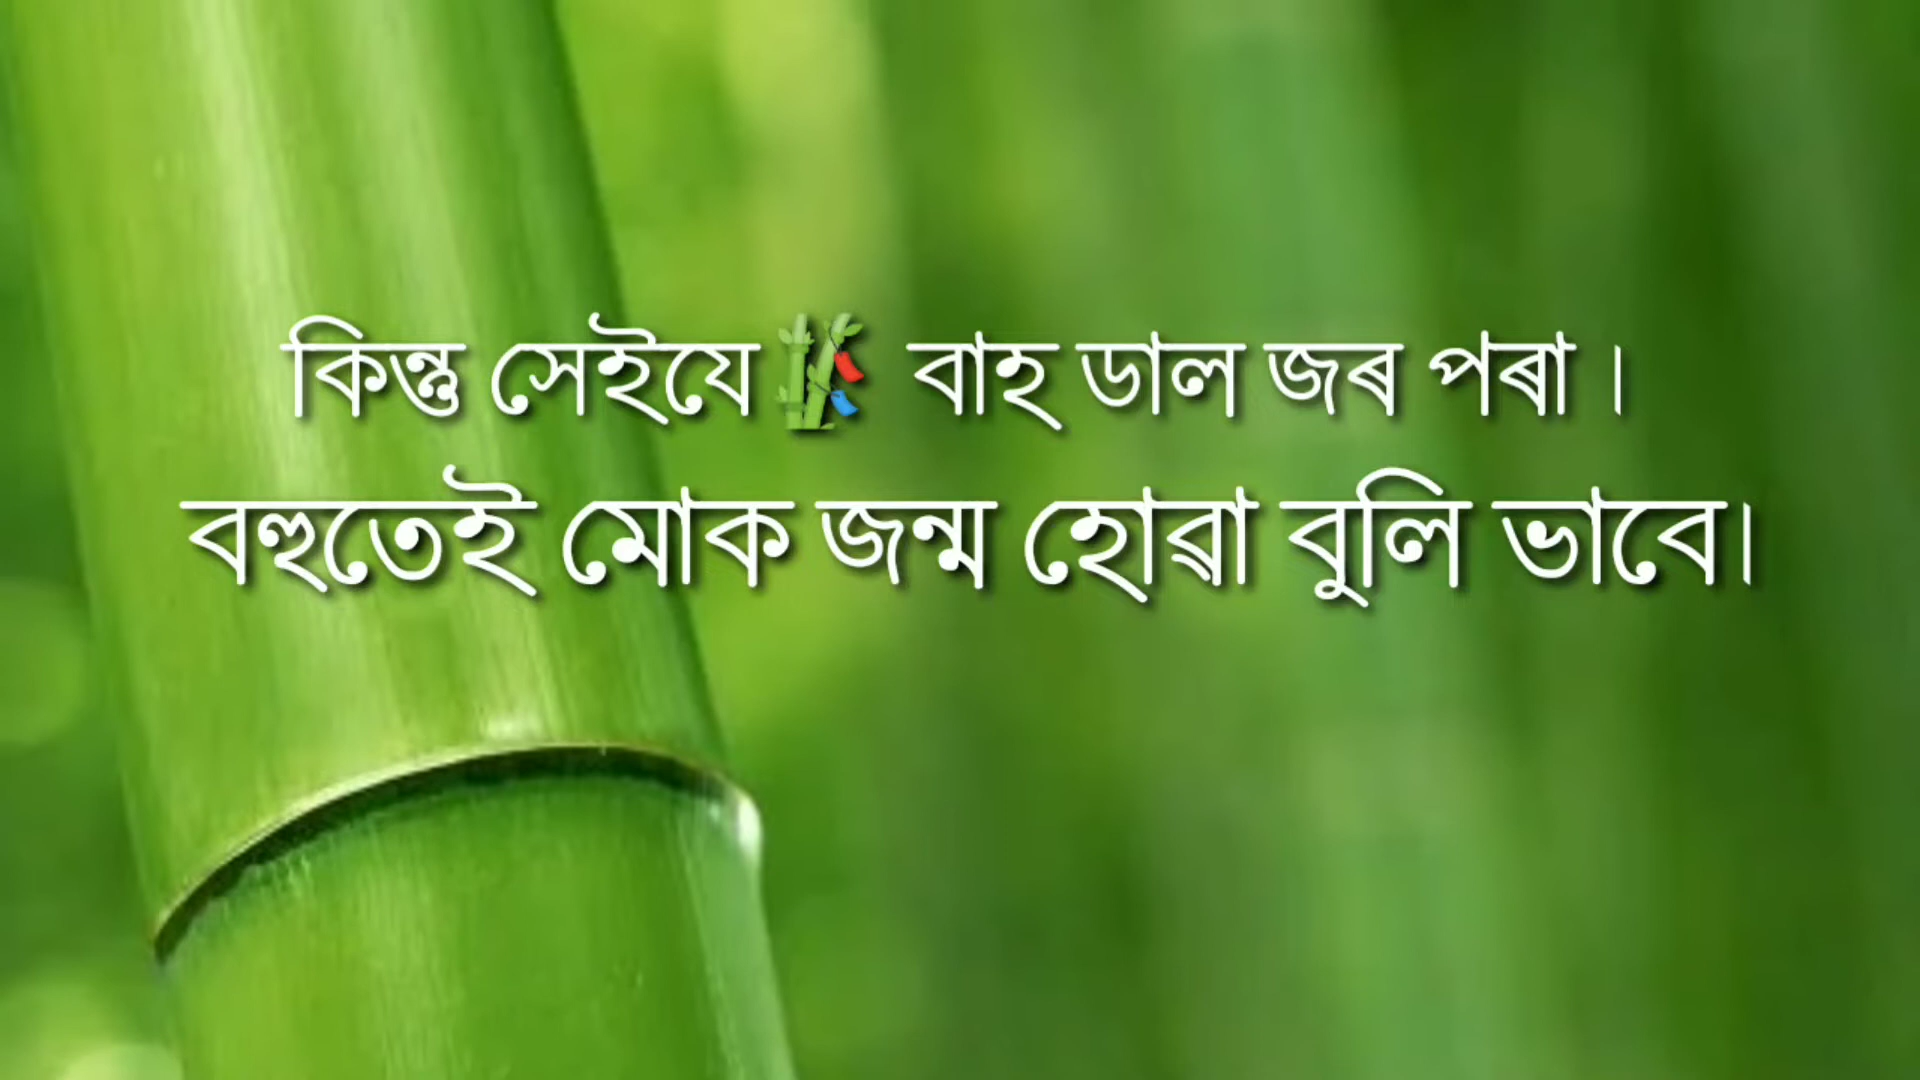 কিন্তু সেইযে🎋 বাহ ডাল জৰ পৰা ।
বহুতেই মোক জন্ম হোৱা বুলি ভাবে।